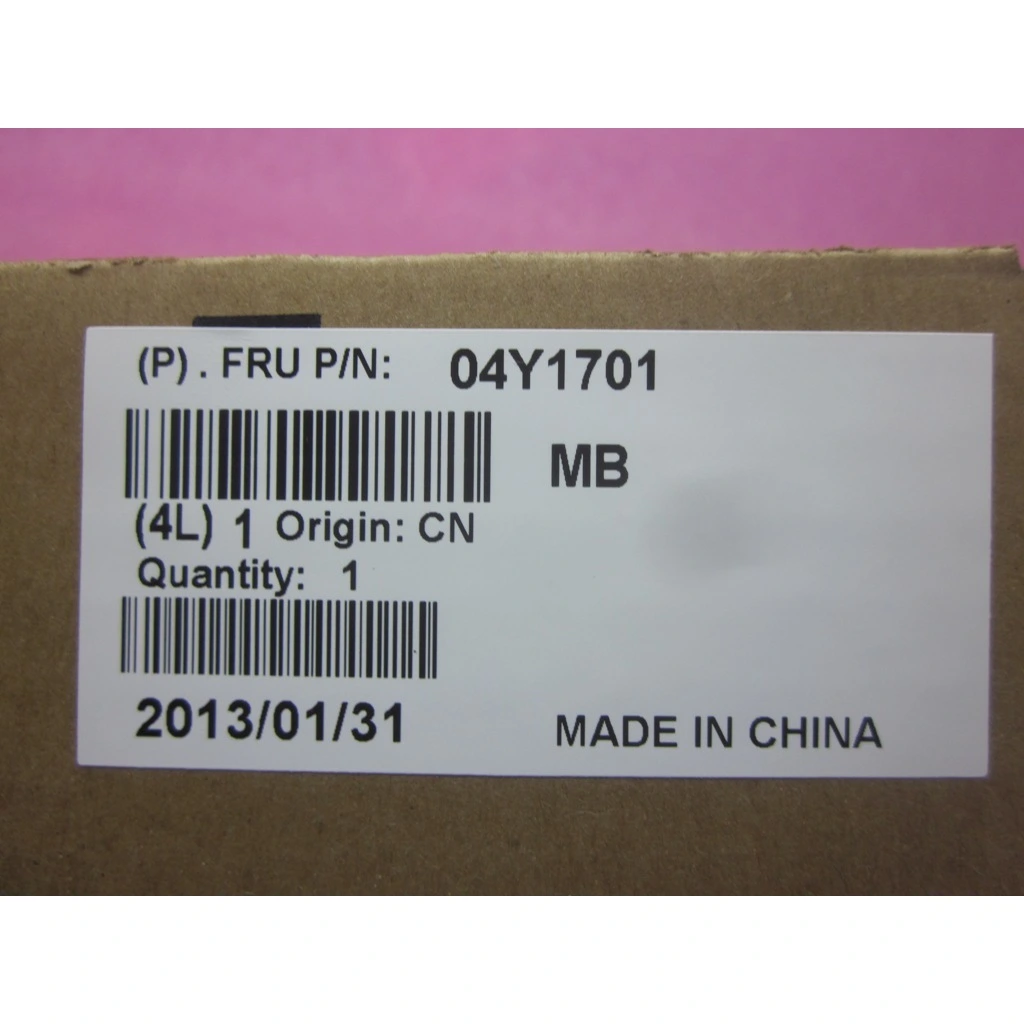 (P) . FRU P/N: 04Y1701
MB
(4L) 1 Origin: CN
Quantity: 1
2013/01/31 MADE IN CHINA